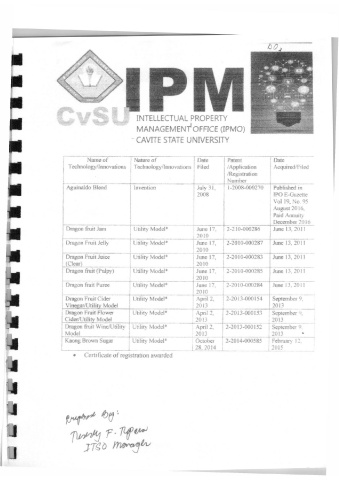 CvSU
IPM
INTELLECTUAL PROPERTY
MANAGEMENT OFFICE (IPMO)
CAVITE STATE UNIVERSITY
Name of Technology/Innovations Nature of Technology/Innovations Date Filed Patent /Application /Registration Number Date Acquired/Filed
Aguinaldo Blend Invention July 31, 2008 1-2008-000270 Published in IPO E-Gazette Vol 19, No. 95 August 2016, Paid Annuity December 2016
Dragon fruit Jam Utility Model* June 17, 2010 2-210-000286 June 13, 2011
Dragon Fruit Jelly Utility Model* June 17, 2010 2-2010-000287 June 13, 2011
Dragon Fruit Juice (Clear) Utility Model* June 17, 2010 2-2010-000283 June 13, 2011
Dragon fruit (Pulpy) Utility Model* June 17, 2010 2-2010-000285 June 13, 2011
Dragon fruit Puree Utility Model* June 17, 2010 2-2010-000284 June 13, 2011
Dragon Fruit Cider Vinegar/Utility Model Utility Model* April 2, 2013 2-2013-000154 September 9, 2013
Dragon Fruit Flower Cider/Utility Model Utility Model* April 2, 2013 2-2013-000153 September 9, 2013
Dragon fruit Wine/Utility Model Utility Model* April 2, 2013 2-2013-000152 September 9, 2013
Kaong Brown Sugar Utility Model* October 28, 2014 2-2014-000585 February 12, 2015
• Certificate of registration awarded
Prepared by:
F.
ITSO Manager